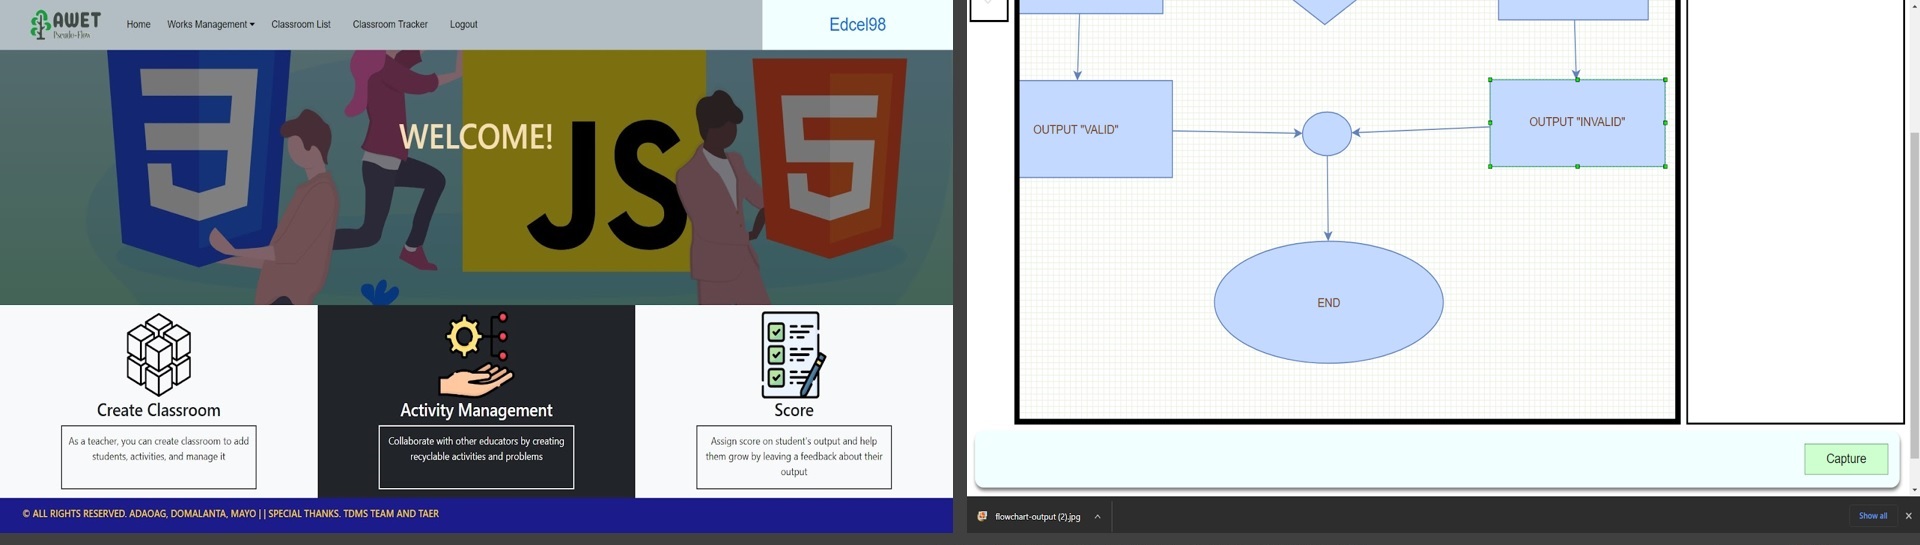 AWET
Pseudo-Flow
Home
Works Management
Classroom List
Classroom Tracker
Logout
Edcel98
WELCOME!
JS
Create Classroom
As a teacher, you can create classroom to add
students, activities, and manage it
Activity Management
Collaborate with other educators by creating
recyclable activities and problems
Score
Assign score on student's output and help
them grow by leaving a feedback about their
output
© ALL RIGHTS RESERVED. ADAOAG, DOMALANTA, MAYO || SPECIAL THANKS. TDMS TEAM AND TAER
OUTPUT "VALID"
OUTPUT "INVALID"
END
Capture
flowchart-output (2).jpg
Show all